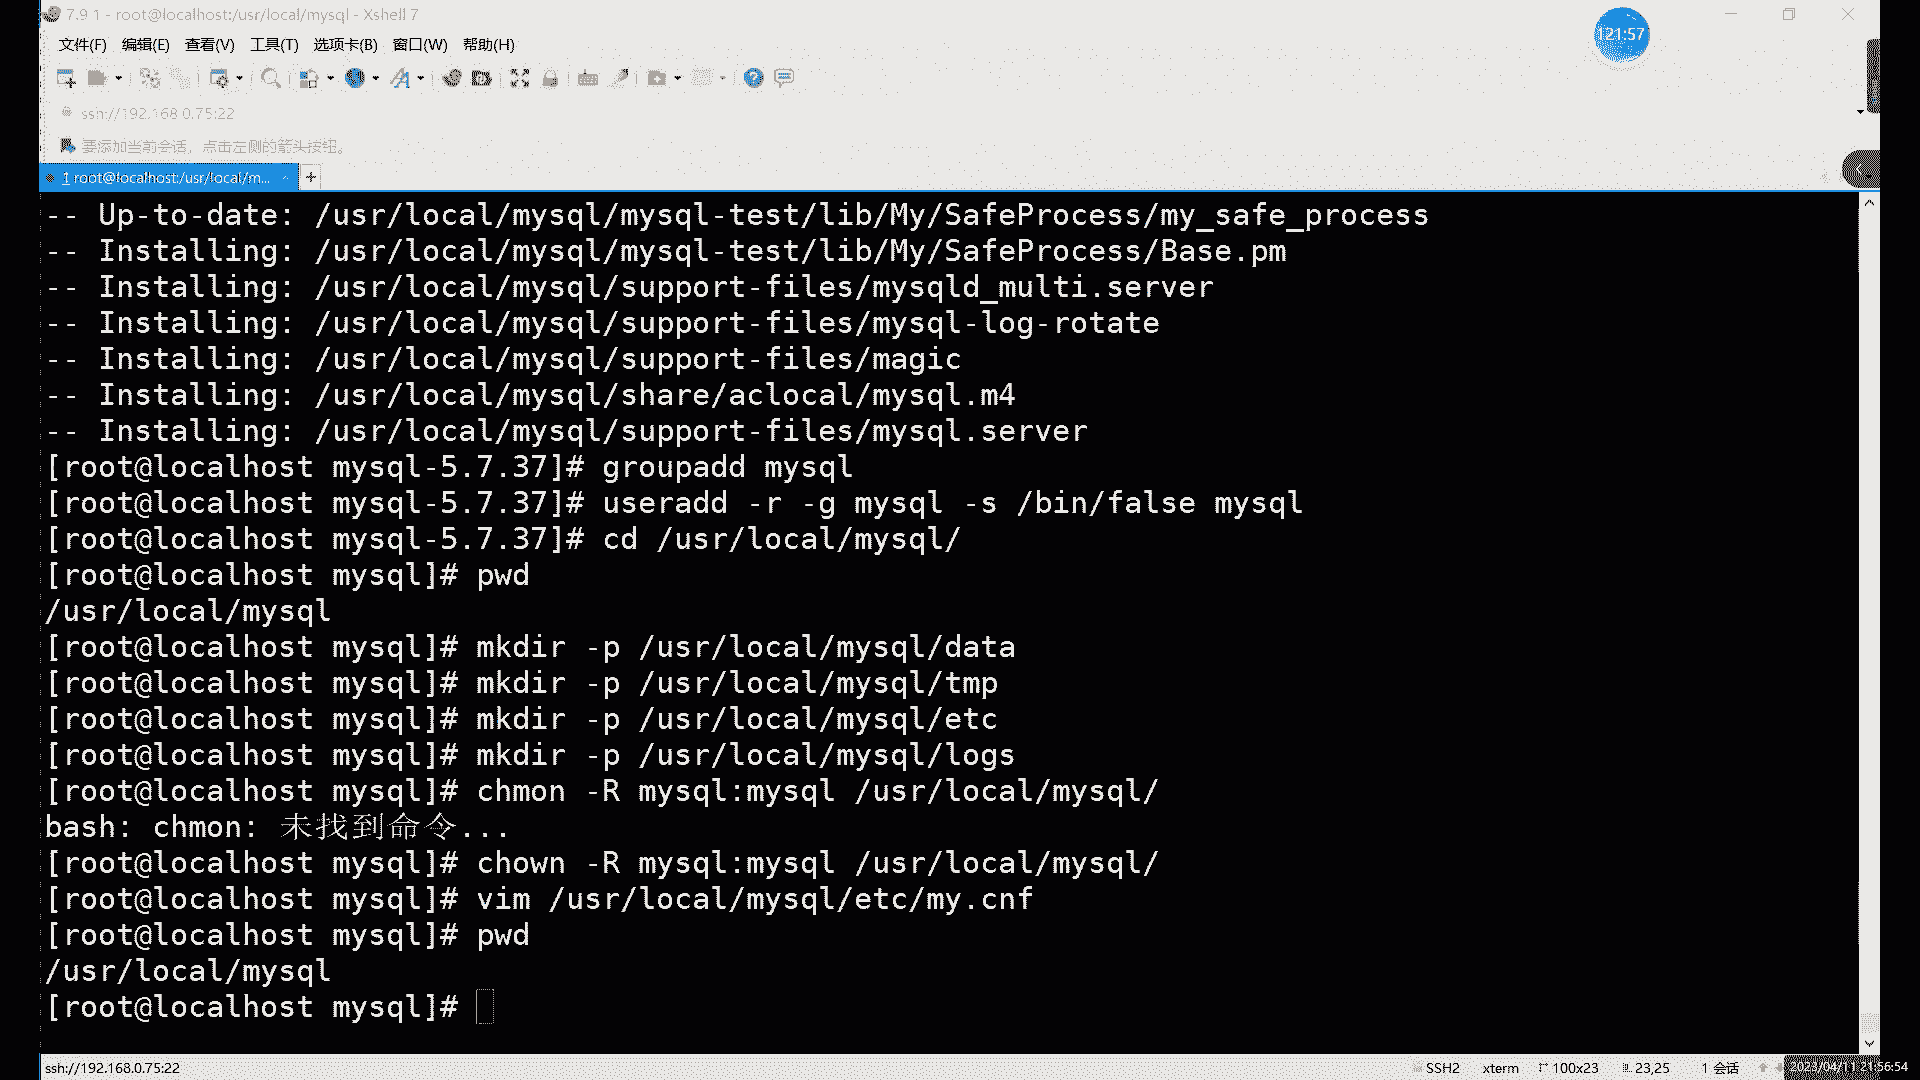 7.9 1 - root@localhost:/usr/local/mysql - Xshell 7
文件(F) 编辑(E) 查看(V) 工具(T) 选项卡(B) 窗口(W) 帮助(H)
121:57
ssh://192.168.0.75:22
要添加当前会话，点击左侧的箭头按钮。
1 root@localhost:/usr/local/m...
-- Up-to-date: /usr/local/mysql/mysql-test/lib/My/SafeProcess/my_safe_process
-- Installing: /usr/local/mysql/mysql-test/lib/My/SafeProcess/Base.pm
-- Installing: /usr/local/mysql/support-files/mysqld_multi.server
-- Installing: /usr/local/mysql/support-files/mysql-log-rotate
-- Installing: /usr/local/mysql/support-files/magic
-- Installing: /usr/local/mysql/share/aclocal/mysql.m4
-- Installing: /usr/local/mysql/support-files/mysql.server
[root@localhost mysql-5.7.37]# groupadd mysql
[root@localhost mysql-5.7.37]# useradd -r -g mysql -s /bin/false mysql
[root@localhost mysql-5.7.37]# cd /usr/local/mysql/
[root@localhost mysql]# pwd
/usr/local/mysql
[root@localhost mysql]# mkdir -p /usr/local/mysql/data
[root@localhost mysql]# mkdir -p /usr/local/mysql/tmp
[root@localhost mysql]# mkdir -p /usr/local/mysql/etc
[root@localhost mysql]# mkdir -p /usr/local/mysql/logs
[root@localhost mysql]# chmon -R mysql:mysql /usr/local/mysql/
bash: chmon: 未找到命令...
[root@localhost mysql]# chown -R mysql:mysql /usr/local/mysql/
[root@localhost mysql]# vim /usr/local/mysql/etc/my.cnf
[root@localhost mysql]# pwd
/usr/local/mysql
[root@localhost mysql]#
ssh://192.168.0.75:22 SSH2 xterm 100x23 23,25 1 会话 2023/04/11 21:56:54